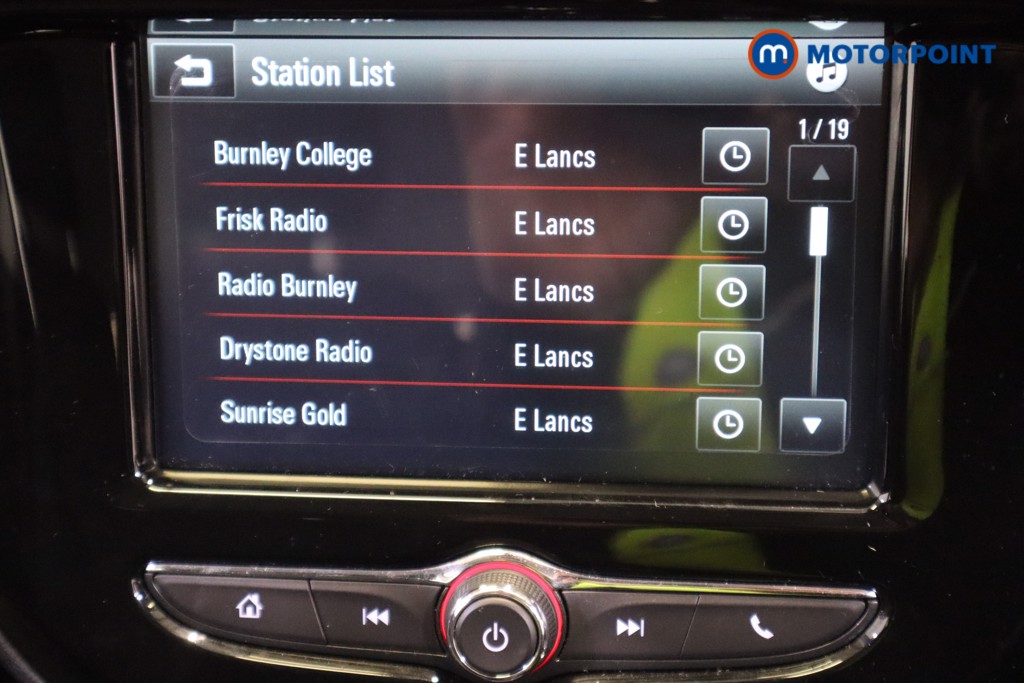 Station List
MOTORPOINT
1/19
Burnley College E Lancs
Frisk Radio E Lancs
Radio Burnley E Lancs
Drystone Radio E Lancs
Sunrise Gold E Lancs